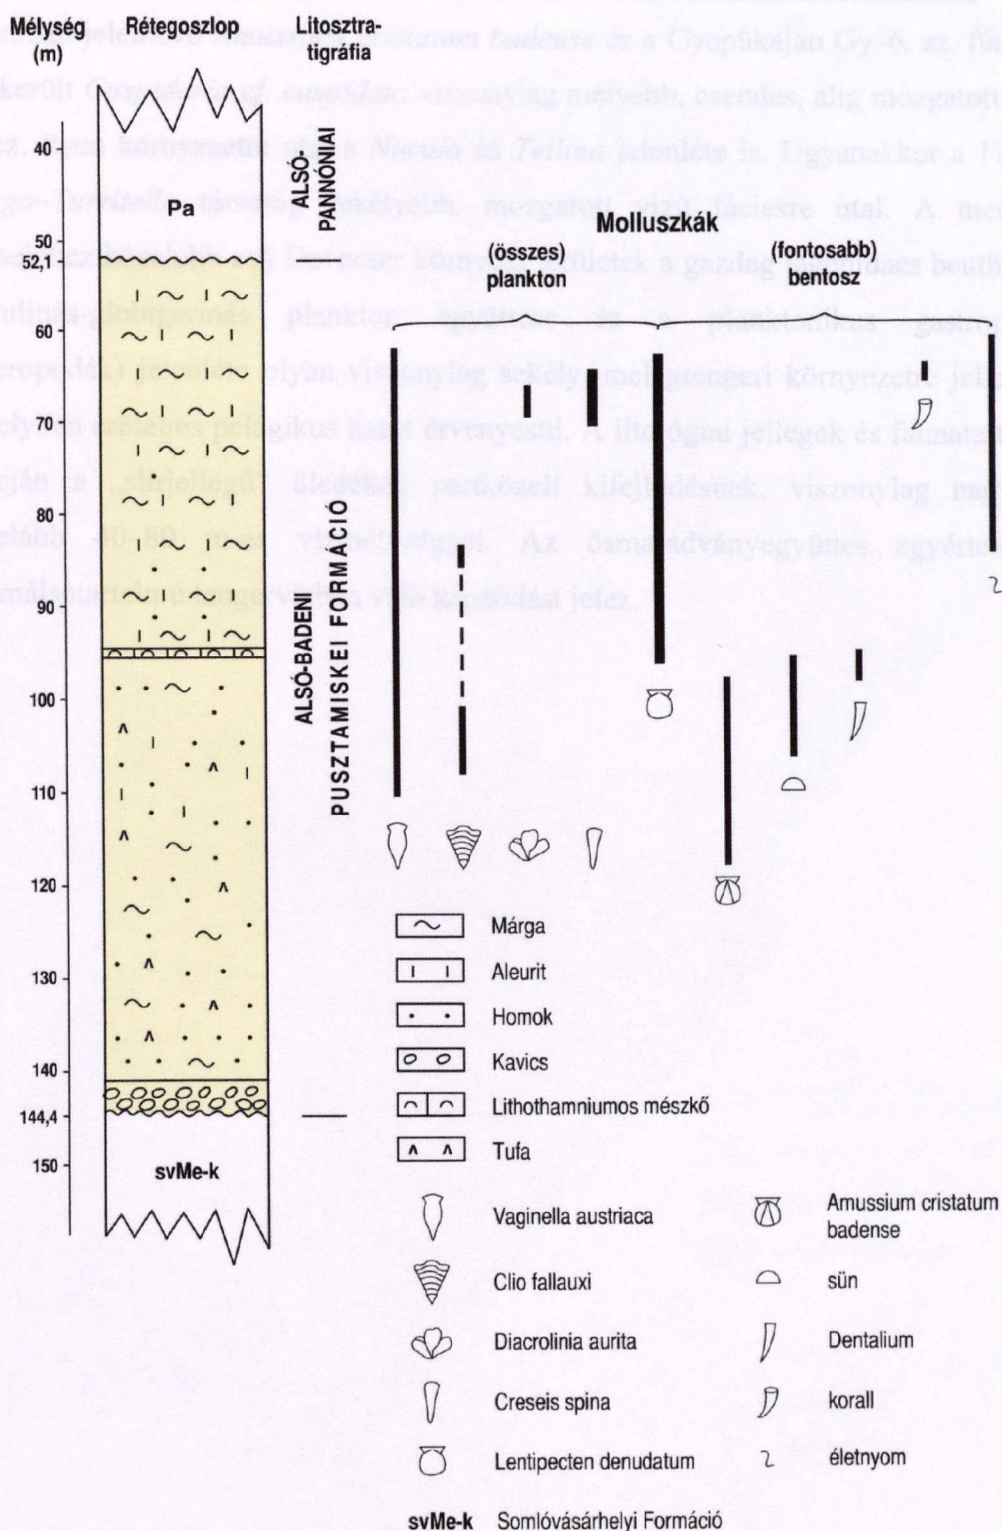 Mélység
(m)
Rétegoszlop
Litosztra-
tigráfia
40
50
52,1
60
70
80
90
100
110
120
130
140
144,4
150
Pa
svMe-k
ALSÓ-
PANNÓNIAI
ALSÓ-BADENI
PUSZTAMISKEI FORMÁCIÓ
Molluszkák
(összes)
plankton
(fontosabb)
bentosz
Márga
Aleurit
Homok
Kavics
Lithothamniumos mészkő
Tufa
Vaginella austriaca
Clio fallauxi
Diacrolinia aurita
Creseis spina
Lentipecten denudatum
Amussium cristatum
badense
sün
Dentalium
korall
életnyom
svMe-k Somlóvásárhelyi Formáció